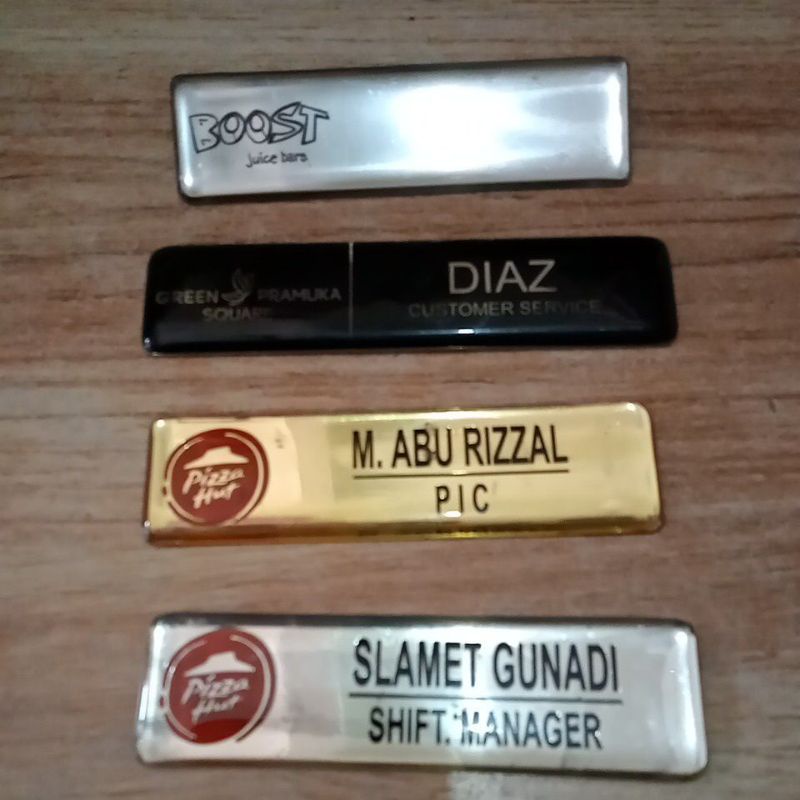 BOOST
juice bars
GREEN PRAMUKA
SQUARE
DIAZ
CUSTOMER SERVICE
Pizza
Hut
M. ABU RIZZAL
PIC
Pizza
Hut
SLAMET GUNADI
SHIFT. MANAGER